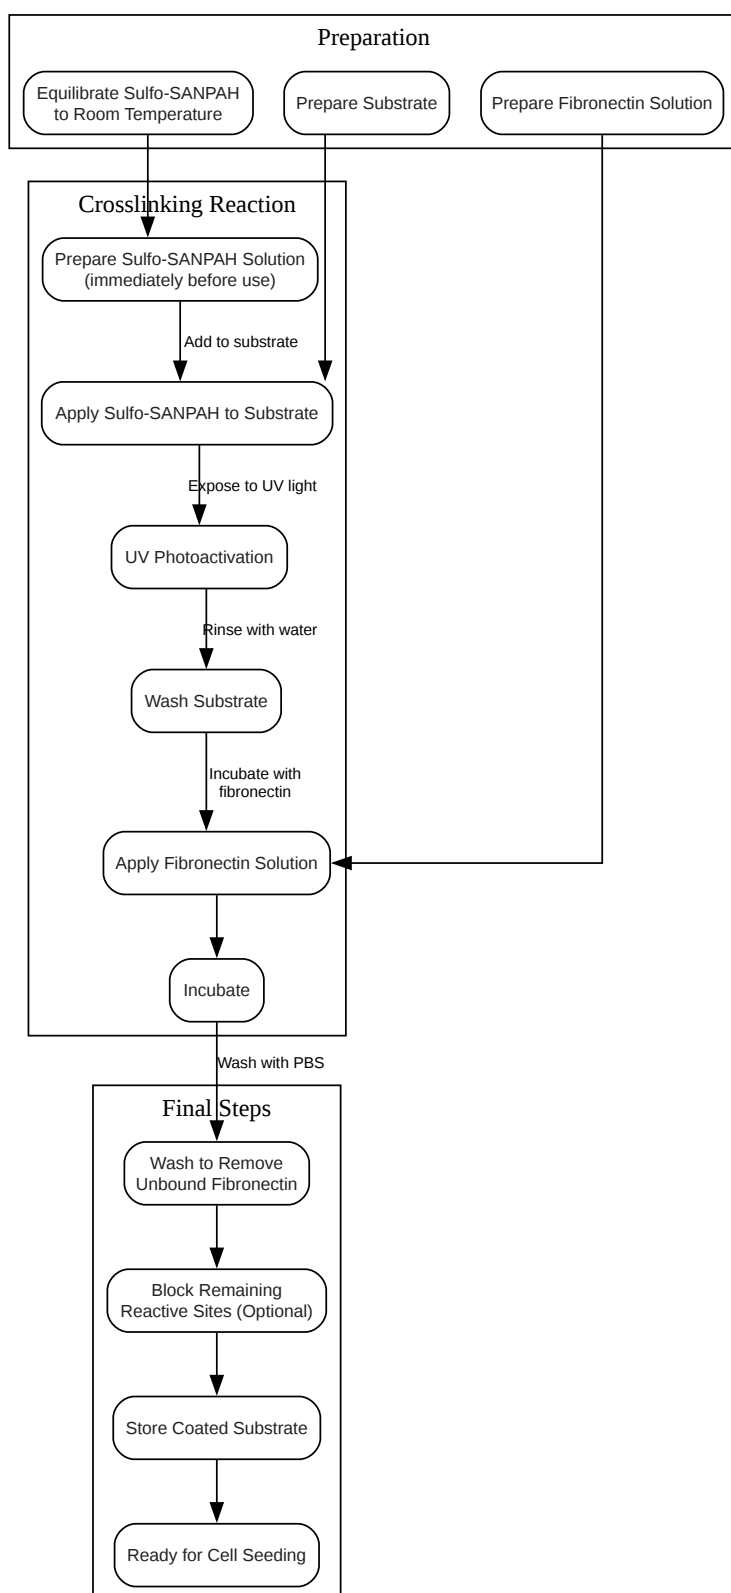 Preparation
Equilibrate Sulfo-SANPAH
to Room Temperature
Prepare Substrate
Prepare Fibronectin Solution
Crosslinking Reaction
Prepare Sulfo-SANPAH Solution
(immediately before use)
Add to substrate
Apply Sulfo-SANPAH to Substrate
Expose to UV light
UV Photoactivation
Rinse with water
Wash Substrate
Incubate with
fibronectin
Apply Fibronectin Solution
Incubate
Wash with PBS
Final Steps
Wash to Remove
Unbound Fibronectin
Block Remaining
Reactive Sites (Optional)
Store Coated Substrate
Ready for Cell Seeding